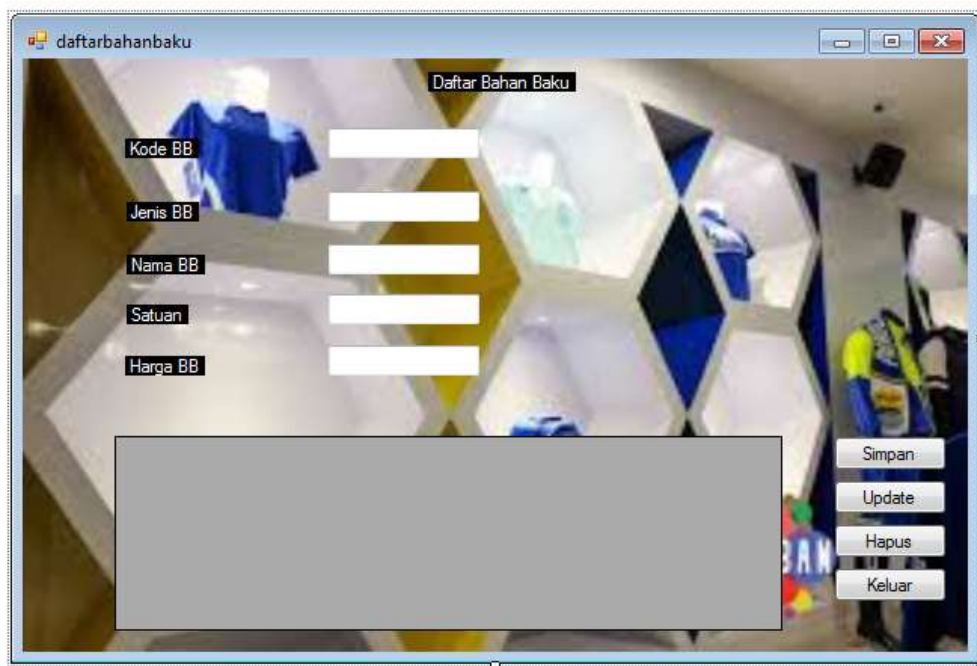 daftarbahanbaku
Daftar Bahan Baku
Kode BB
Jenis BB
Nama BB
Satuan
Harga BB
Simpan
Update
Hapus
Keluar